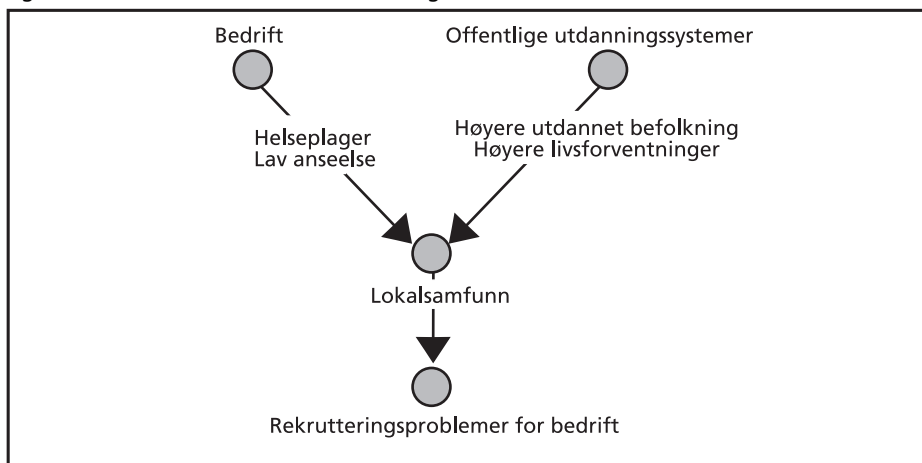 Bedrift
Offentlige utdanningssystemer
Helseplager
Lav anseelse
Høyere utdannet befolkning
Høyere livsforventninger
Lokalsamfunn
Rekrutteringsproblemer for bedrift